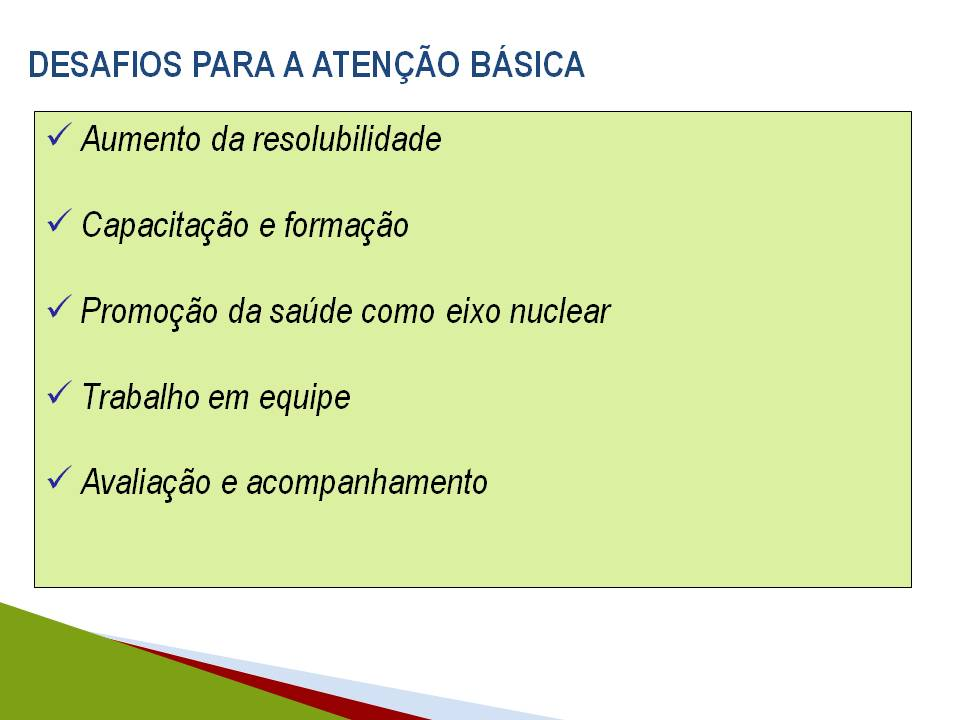 DESAFIOS PARA A ATENÇÃO BÁSICA
✓ Aumento da resolubilidade
✓ Capacitação e formação
✓ Promoção da saúde como eixo nuclear
✓ Trabalho em equipe
✓ Avaliação e acompanhamento